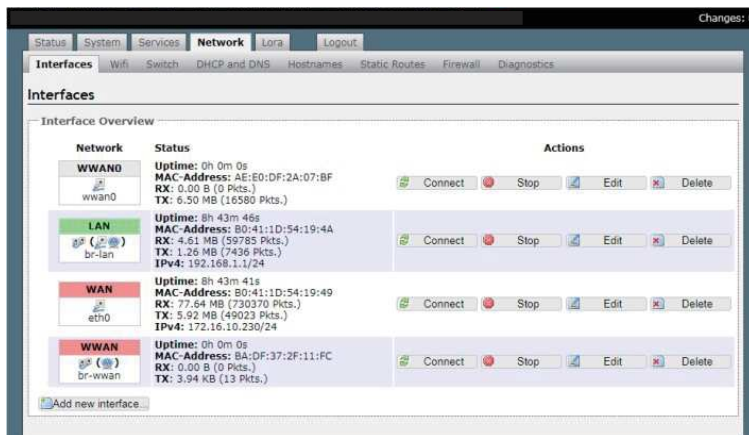 Changes:
Status System Services Network Lora Logout
Interfaces Wifi Switch DHCP and DNS Hostnames Static Routes Firewall Diagnostics
Interfaces
Interface Overview
Network Status Actions
WWAN0
wwan0
Uptime: 0h 0m 0s
MAC-Address: AE:E0:DF:2A:07:BF
RX: 0.00 B (0 Pkts.)
TX: 6.50 MB (16580 Pkts.)
Connect Stop Edit Delete
LAN
br-lan
Uptime: 8h 43m 46s
MAC-Address: B0:41:1D:54:19:4A
RX: 4.61 MB (59785 Pkts.)
TX: 1.26 MB (7436 Pkts.)
IPv4: 192.168.1.1/24
Connect Stop Edit Delete
WAN
eth0
Uptime: 8h 43m 41s
MAC-Address: B0:41:1D:54:19:49
RX: 77.64 MB (730370 Pkts.)
TX: 5.92 MB (49023 Pkts.)
IPv4: 172.16.10.230/24
Connect Stop Edit Delete
WWAN
br-wwan
Uptime: 0h 0m 0s
MAC-Address: BA:DF:37:2F:11:FC
RX: 0.00 B (0 Pkts.)
TX: 3.94 KB (13 Pkts.)
Connect Stop Edit Delete
Add new interface...